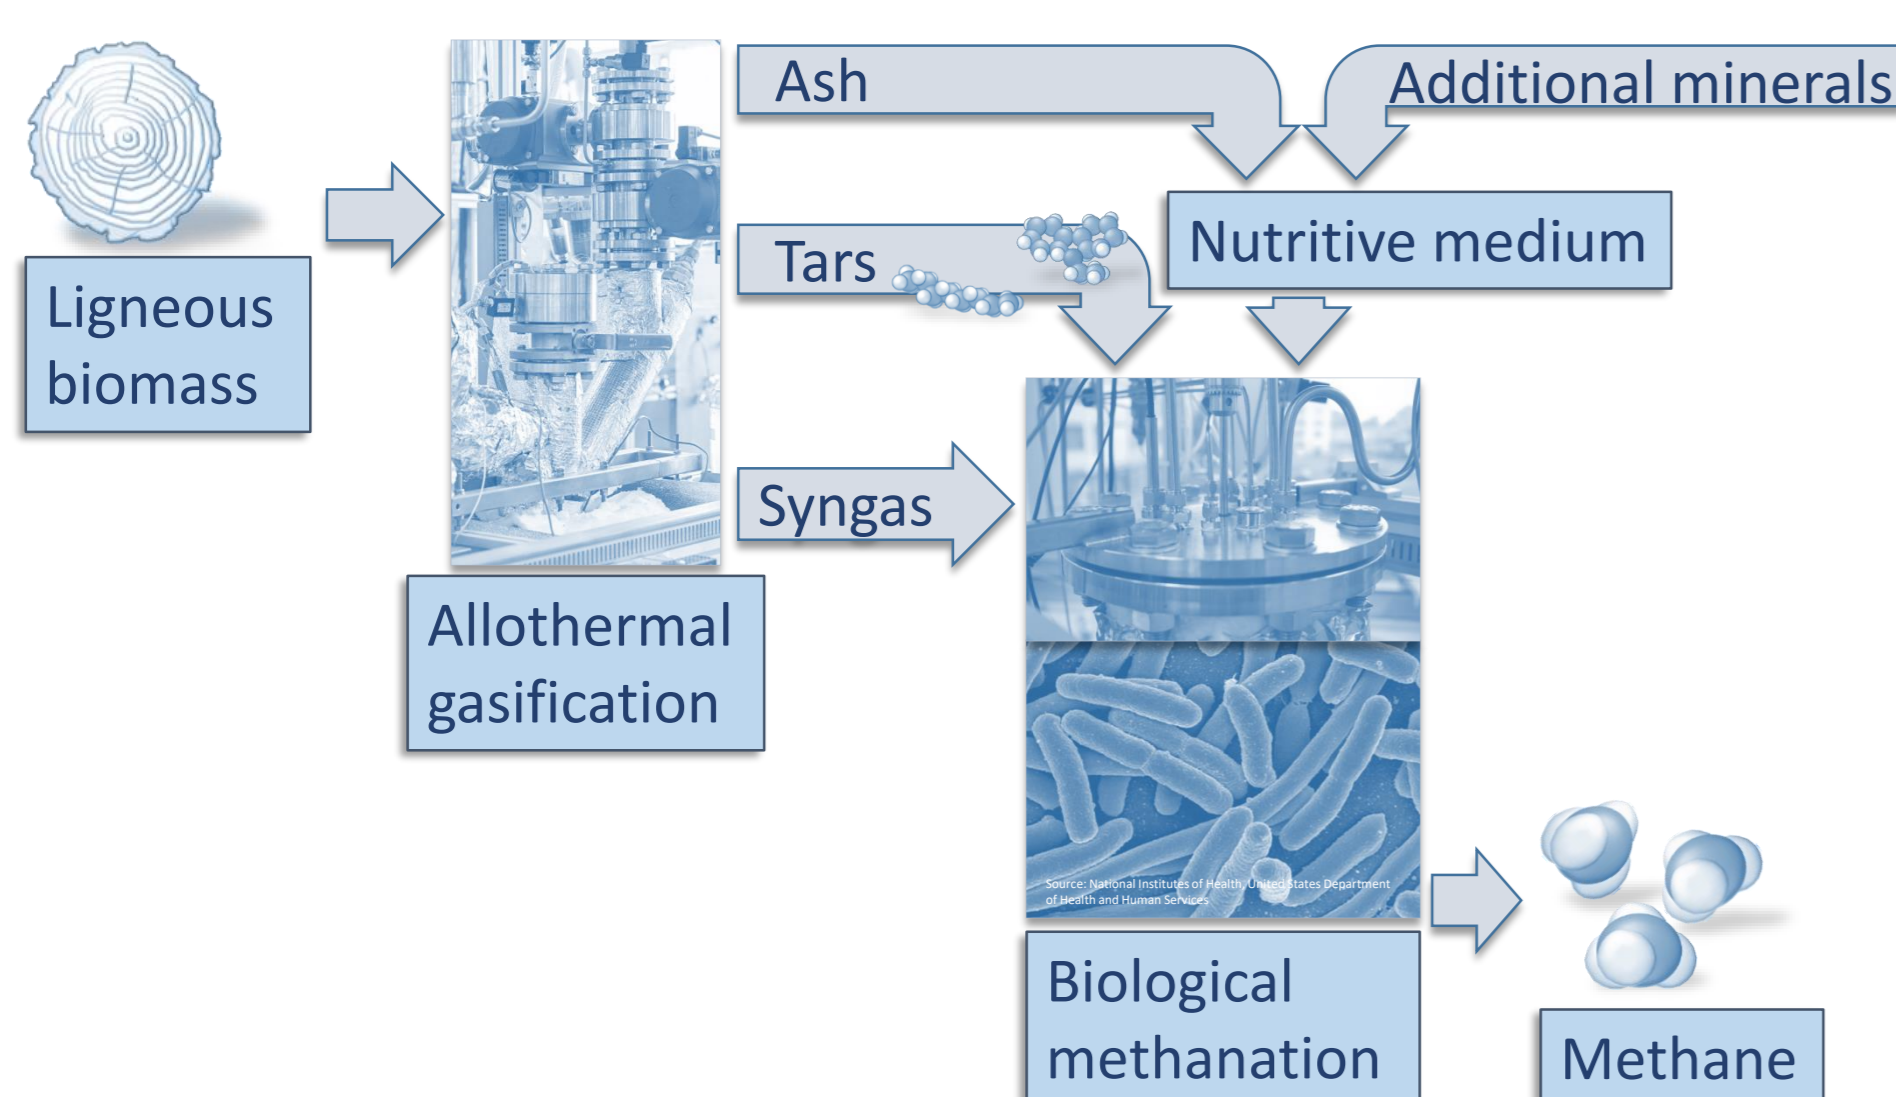 Ash
Additional minerals
Nutritive medium
Tars
Ligneous
biomass
Syngas
Allothermal
gasification
Source: National Institutes of Health, United States Department
of Health and Human Services
Biological
methanation
Methane